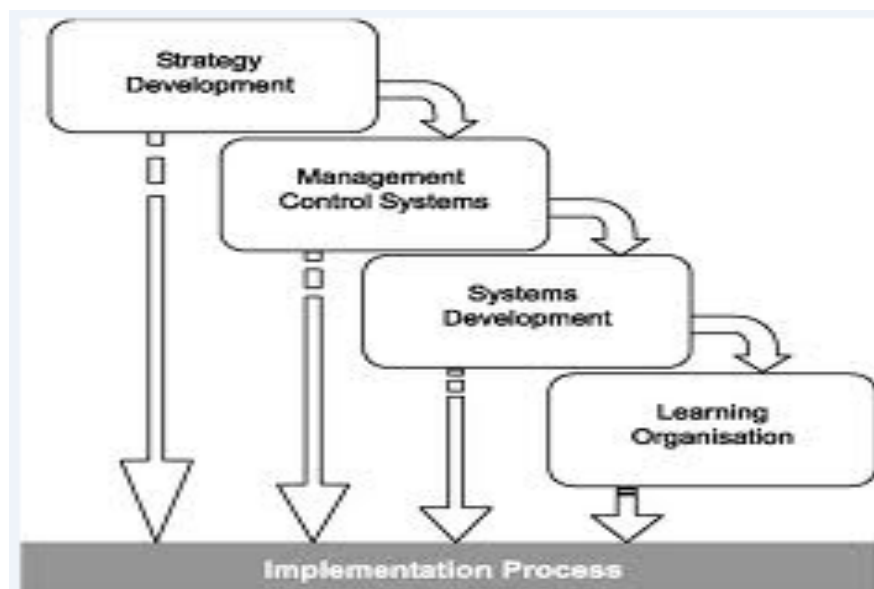 Strategy
Development
Management
Control Systems
Systems
Development
Learning
Organisation
Implementation Process